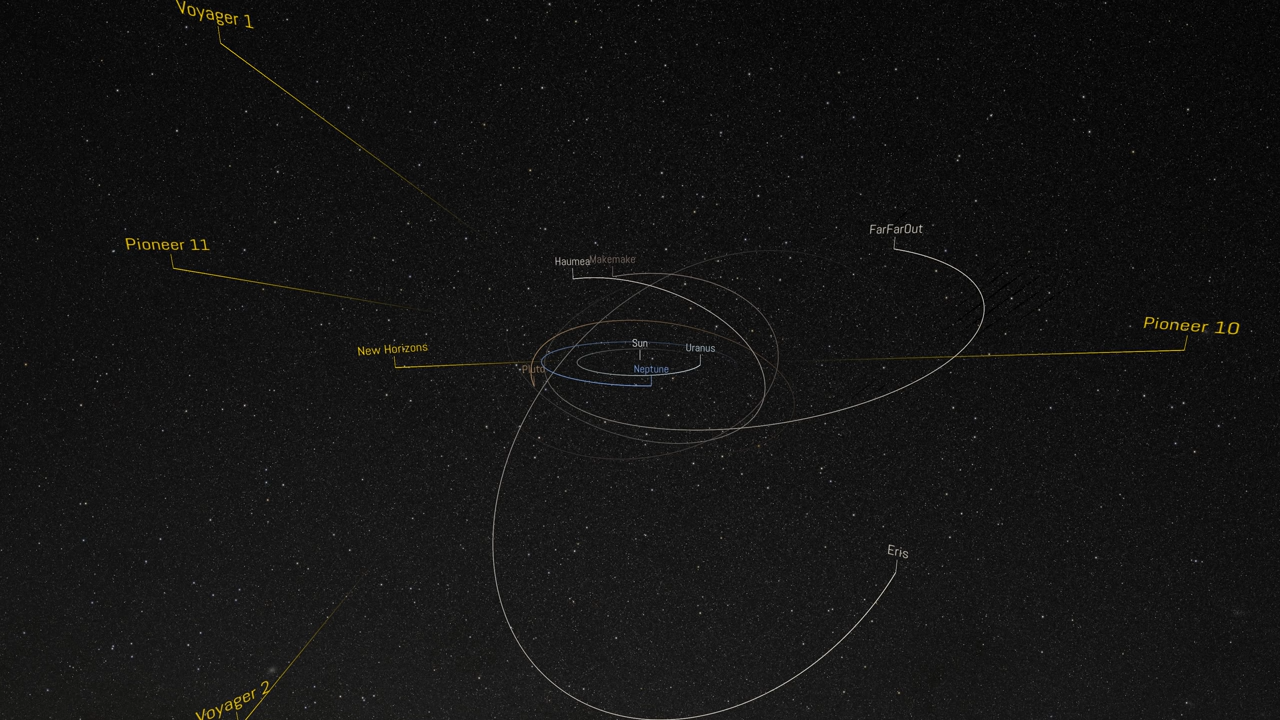 Voyager 1
Pioneer 11
FarFarOut
Haumea
Makemake
Pioneer 10
New Horizons
Sun
Uranus
Pluto
Neptune
Eris
Voyager 2